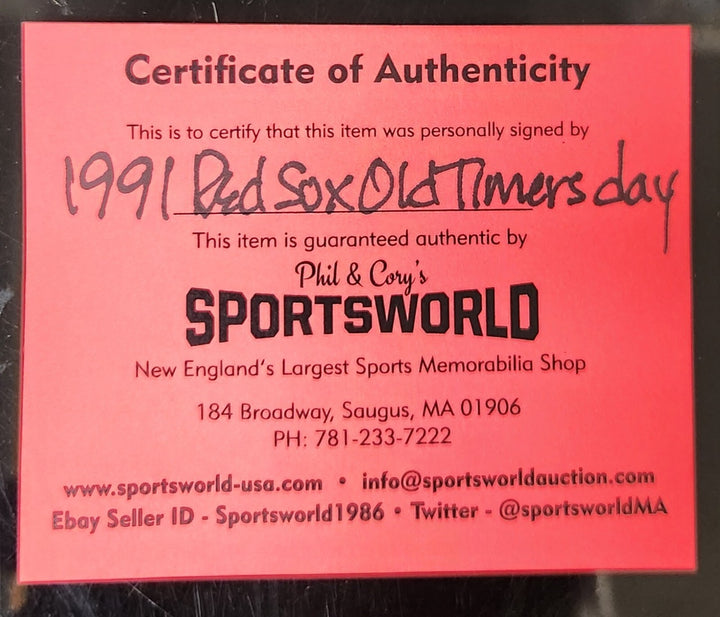 Certificate of Authenticity
This is to certify that this item was personally signed by
1991 Red Sox Old Timers day
This item is guaranteed authentic by
Phil & Cory's
SPORTSWORLD
New England's Largest Sports Memorabilia Shop
184 Broadway, Saugus, MA 01906
PH: 781-233-7222
www.sportsworld-usa.com • info@sportsworldauction.com
Ebay Seller ID - Sportsworld1986 • Twitter - @sportsworldMA